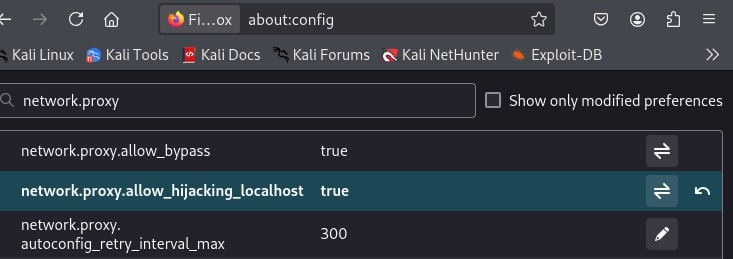 Fi…ox about:config
Kali Linux Kali Tools Kali Docs Kali Forums Kali NetHunter Exploit-DB
network.proxy Show only modified preferences
network.proxy.allow_bypass true
network.proxy.allow_hijacking_localhost true
network.proxy.
autoconfig_retry_interval_max 300